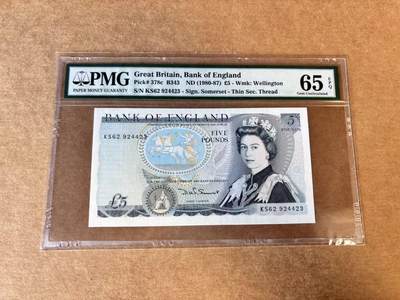 PMG
PAPER MONEY GUARANTY
Great Britain, Bank of England
Pick# 378c B343 ND (1980-87) £5 - Wmk: Wellington
S/N KS62 924423 - Sign. Somerset - Thin Sec. Thread
65 EPQ
Gem Uncirculated
BANK OF ENGLAND
KS62 924423
FIVE
POUNDS
£5
KS62 924423
£5